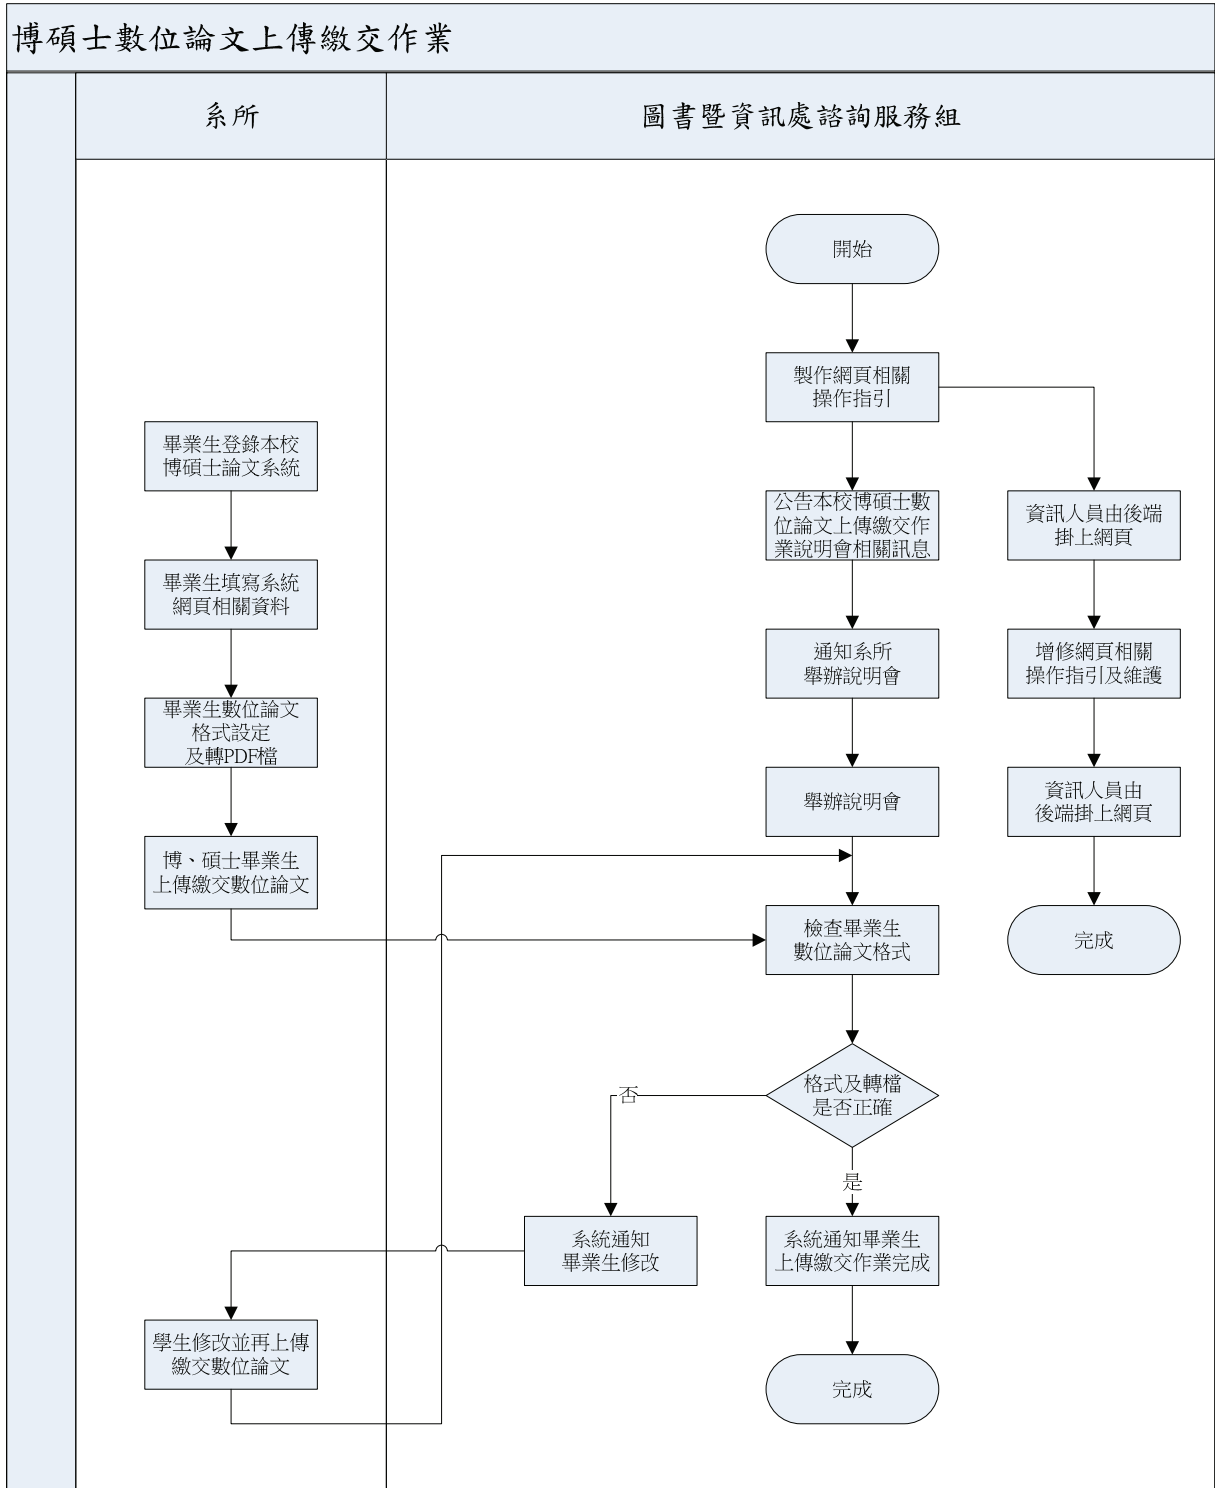 博碩士數位論文上傳繳交作業
系所
圖書暨資訊處諮詢服務組
開始
製作網頁相關
操作指引
畢業生登錄本校
博碩士論文系統
公告本校博碩士數
位論文上傳繳交作
業說明會相關訊息
資訊人員由後端
掛上網頁
畢業生填寫系統
網頁相關資料
通知系所
舉辦說明會
增修網頁相關
操作指引及維護
畢業生數位論文
格式設定
及轉PDF檔
舉辦說明會
資訊人員由
後端掛上網頁
博、碩士畢業生
上傳繳交數位論文
檢查畢業生
數位論文格式
完成
格式及轉檔
是否正確
否
是
系統通知
畢業生修改
系統通知畢業生
上傳繳交作業完成
學生修改並再上傳
繳交數位論文
完成